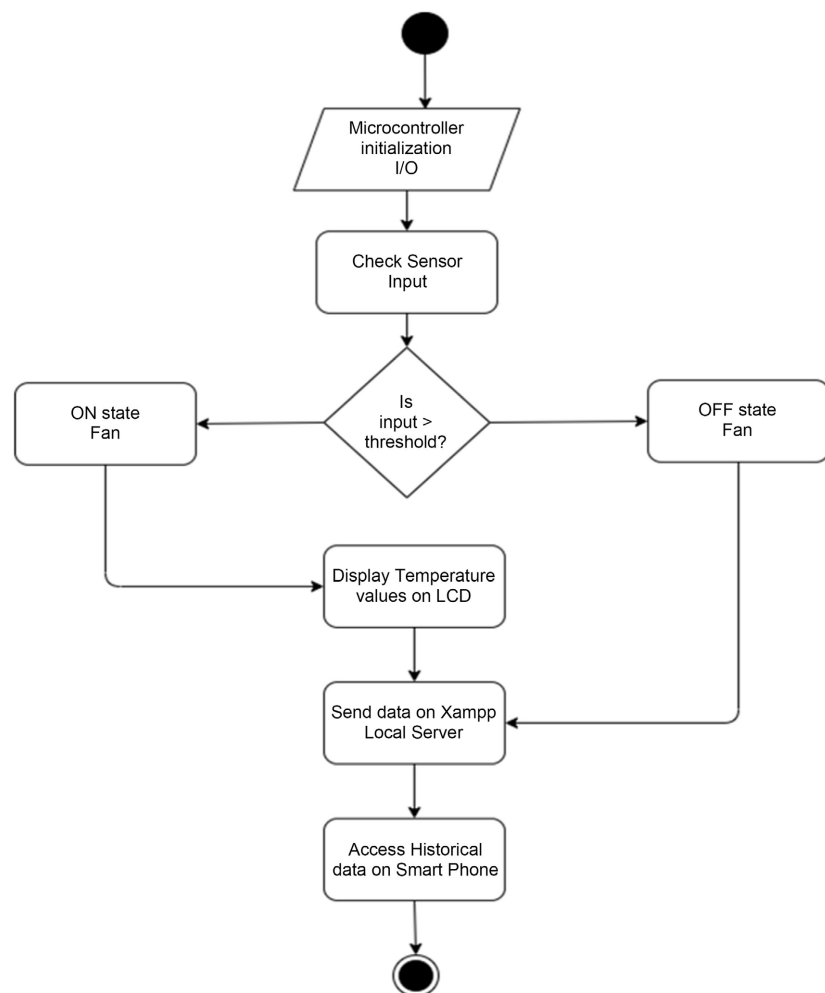 Microcontroller
initialization
I/O
Check Sensor
Input
ON state
Fan
Is
input >
threshold?
OFF state
Fan
Display Temperature
values on LCD
Send data on Xampp
Local Server
Access Historical
data on Smart Phone